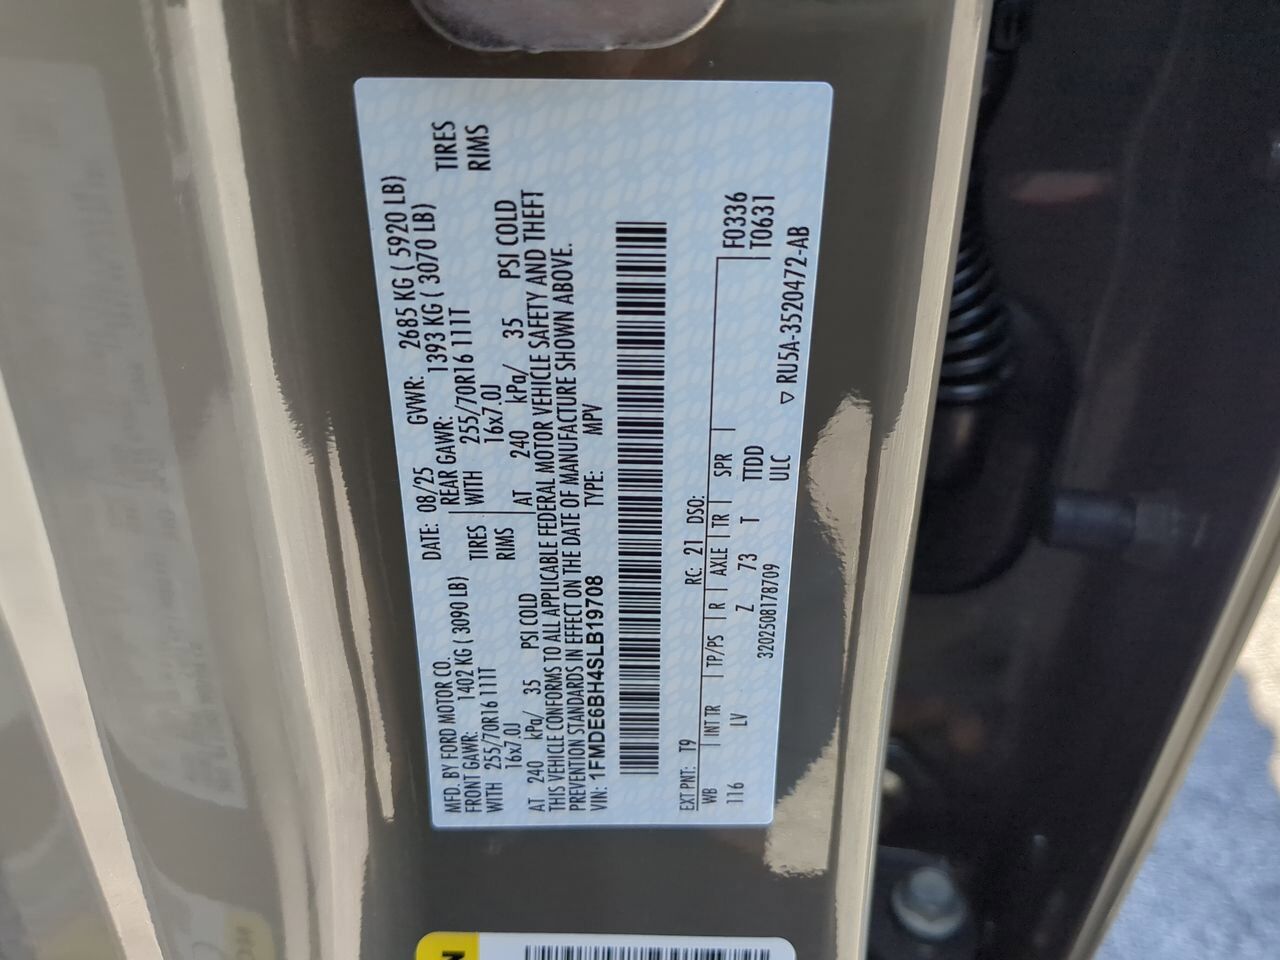 MFD. BY FORD MOTOR CO. DATE: 08/25 GVWR: 2685 KG ( 5920 LB)
FRONT GAWR: 1402 KG ( 3090 LB) REAR GAWR: 1393 KG ( 3070 LB)
WITH 255/70R16 111T TIRES WITH 255/70R16 111T TIRES
16x7.0J RIMS 16x7.0J RIMS
AT 240 kPa/ 35 PSI COLD AT 240 kPa/ 35 PSI COLD
THIS VEHICLE CONFORMS TO ALL APPLICABLE FEDERAL MOTOR VEHICLE SAFETY AND THEFT
PREVENTION STANDARDS IN EFFECT ON THE DATE OF MANUFACTURE SHOWN ABOVE.
VIN: 1FMDE6BH4SLB19708 TYPE: MPV
EXT PNT: T9 RC: 21 DSO: F0336
WB INT TR TP/PS R AXLE TR SPR T0631
116 LV Z 73 T TTDD
3202508178709 ULC ▽ RU5A-3520472-AB
N